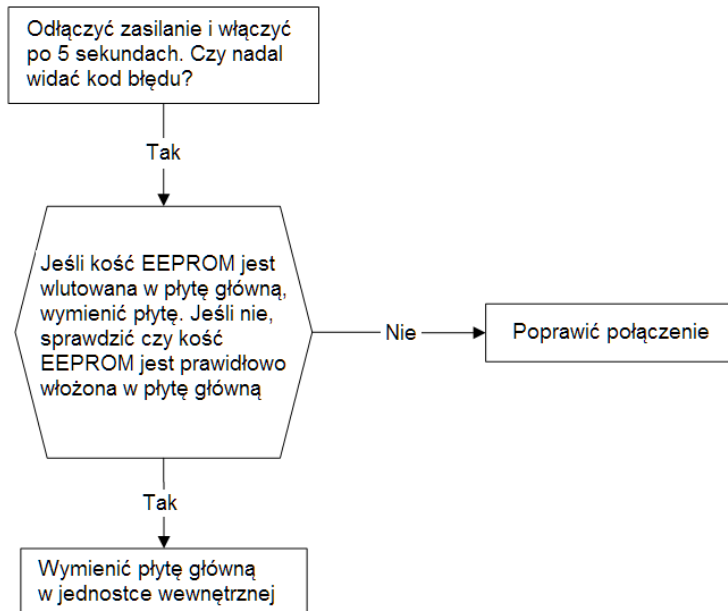 Odłączyć zasilanie i włączyć
po 5 sekundach. Czy nadal
widać kod błędu?
Tak
Jeśli kość EEPROM jest
wlutowana w płytę główną,
wymienić płytę. Jeśli nie,
sprawdzić czy kość
EEPROM jest prawidłowo
włożona w płytę główną
Nie
Poprawić połączenie
Tak
Wymienić płytę główną
w jednostce wewnętrznej